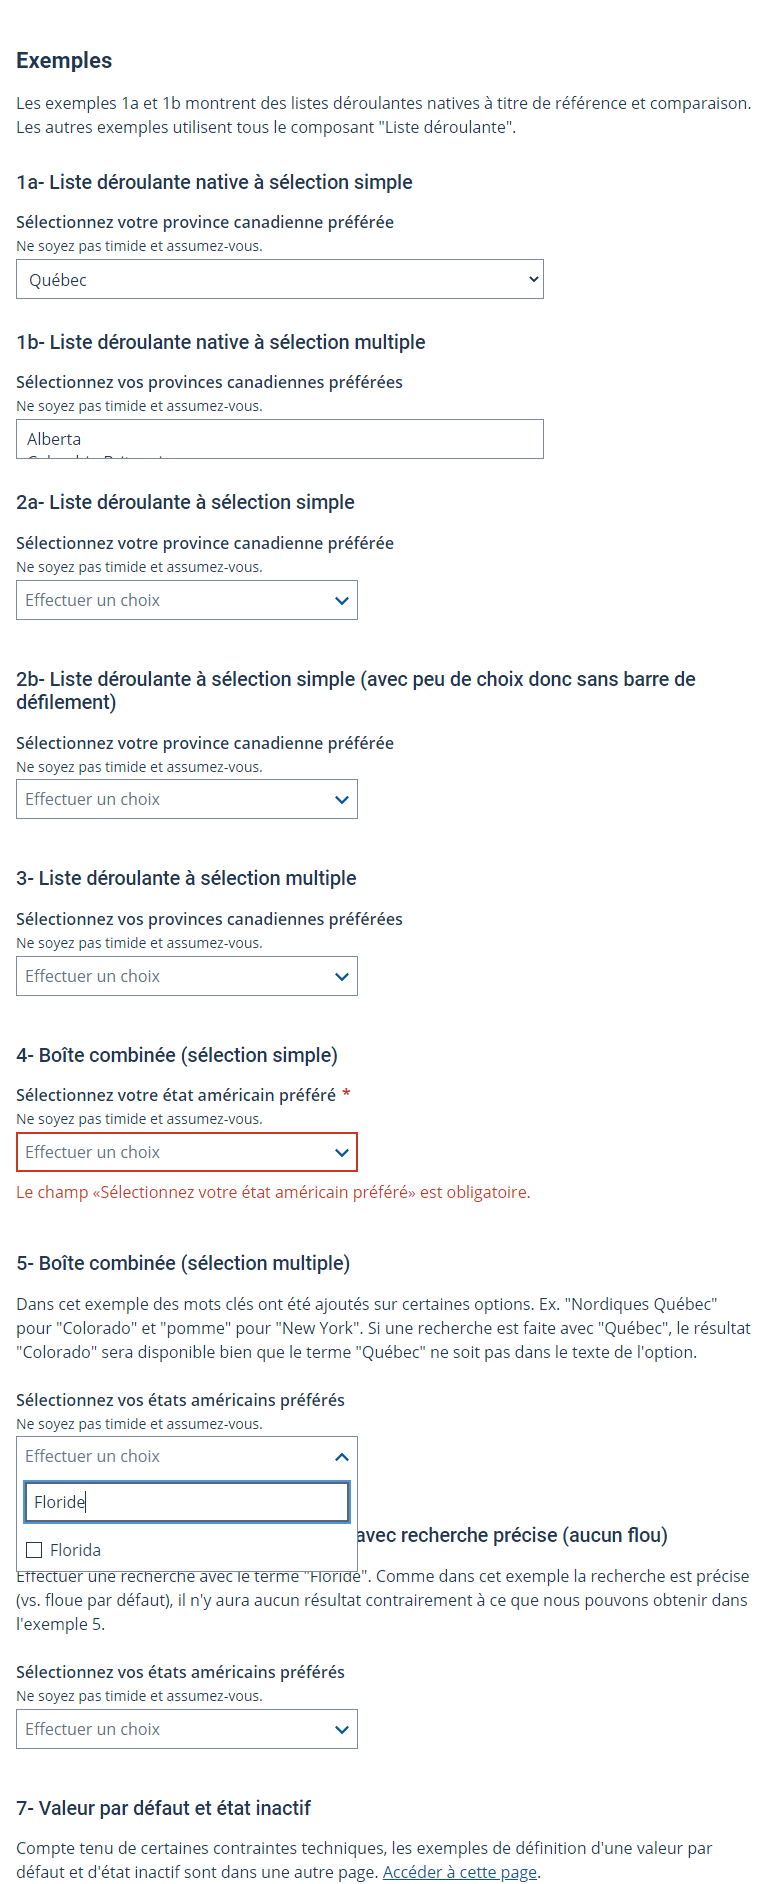 Exemples
Les exemples 1a et 1b montrent des listes déroulantes natives à titre de référence et comparaison.
Les autres exemples utilisent tous le composant "Liste déroulante".
1a- Liste déroulante native à sélection simple
Sélectionnez votre province canadienne préférée
Ne soyez pas timide et assumez-vous.
Québec
1b- Liste déroulante native à sélection multiple
Sélectionnez vos provinces canadiennes préférées
Ne soyez pas timide et assumez-vous.
Alberta
2a- Liste déroulante à sélection simple
Sélectionnez votre province canadienne préférée
Ne soyez pas timide et assumez-vous.
Effectuer un choix
2b- Liste déroulante à sélection simple (avec peu de choix donc sans barre de
défilement)
Sélectionnez votre province canadienne préférée
Ne soyez pas timide et assumez-vous.
Effectuer un choix
3- Liste déroulante à sélection multiple
Sélectionnez vos provinces canadiennes préférées
Ne soyez pas timide et assumez-vous.
Effectuer un choix
4- Boîte combinée (sélection simple)
Sélectionnez votre état américain préféré *
Ne soyez pas timide et assumez-vous.
Effectuer un choix
Le champ «Sélectionnez votre état américain préféré» est obligatoire.
5- Boîte combinée (sélection multiple)
Dans cet exemple des mots clés ont été ajoutés sur certaines options. Ex. "Nordiques Québec"
pour "Colorado" et "pomme" pour "New York". Si une recherche est faite avec "Québec", le résultat
"Colorado" sera disponible bien que le terme "Québec" ne soit pas dans le texte de l'option.
Sélectionnez vos états américains préférés
Ne soyez pas timide et assumez-vous.
Effectuer un choix
Floride
avec recherche précise (aucun flou)
Florida
Effectuer une recherche avec le terme "Floride". Comme dans cet exemple la recherche est précise
(vs. floue par défaut), il n'y aura aucun résultat contrairement à ce que nous pouvons obtenir dans
l'exemple 5.
Sélectionnez vos états américains préférés
Ne soyez pas timide et assumez-vous.
Effectuer un choix
7- Valeur par défaut et état inactif
Compte tenu de certaines contraintes techniques, les exemples de définition d'une valeur par
défaut et d'état inactif sont dans une autre page. Accéder à cette page.